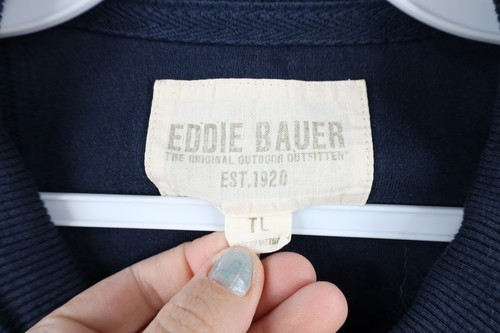 EDDIE BAUER
THE ORIGINAL OUTDOOR OUTFITTER
EST.1920
TL